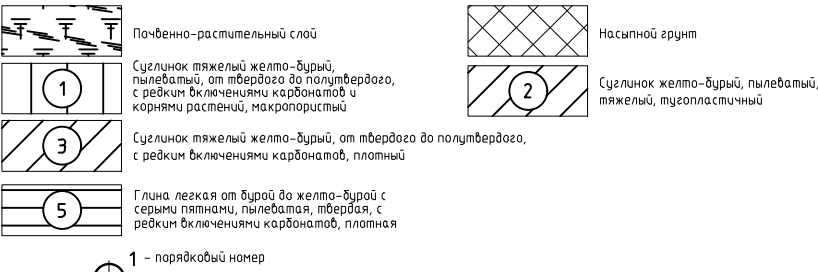 Почвенно-растительный слой
Насыпной грунт
1
Суглинок тяжелый желто-бурый,
пылеватый, от твердого до полутвердого,
с редким включениями карбонатов и
корнями растений, макропористый
2
Суглинок желто-бурый, пылеватый,
тяжелый, тугопластичный
3
Суглинок тяжелый желто-бурый, от твердого до полутвердого,
с редким включениями карбонатов, плотный
5
Глина легкая от бурой до желто-бурой с
серыми пятнами, пылеватая, твердая, с
редким включениями карбонатов, плотная
1 - порядковый номер